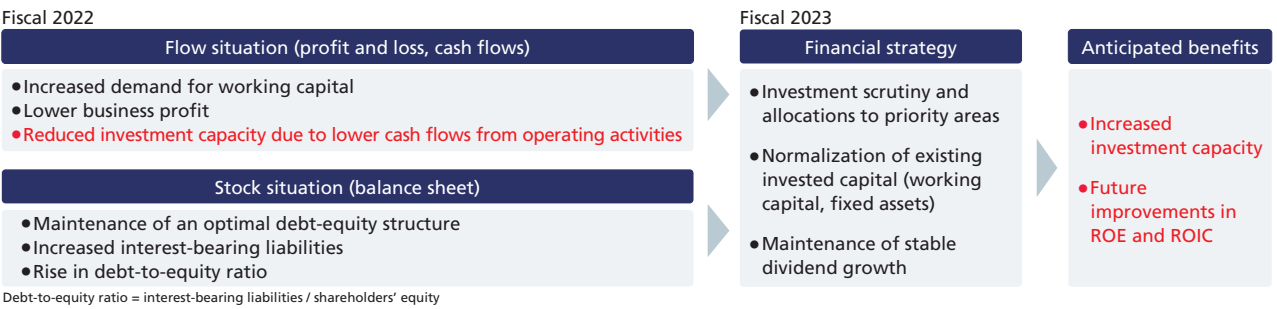 Fiscal 2022
Flow situation (profit and loss, cash flows)
●Increased demand for working capital
●Lower business profit
●Reduced investment capacity due to lower cash flows from operating activities
Stock situation (balance sheet)
●Maintenance of an optimal debt-equity structure
●Increased interest-bearing liabilities
●Rise in debt-to-equity ratio
Debt-to-equity ratio = interest-bearing liabilities / shareholders’ equity
Fiscal 2023
Financial strategy
●Investment scrutiny and
allocations to priority areas
●Normalization of existing
invested capital (working
capital, fixed assets)
●Maintenance of stable
dividend growth
Anticipated benefits
●Increased
investment capacity
●Future
improvements in
ROE and ROIC